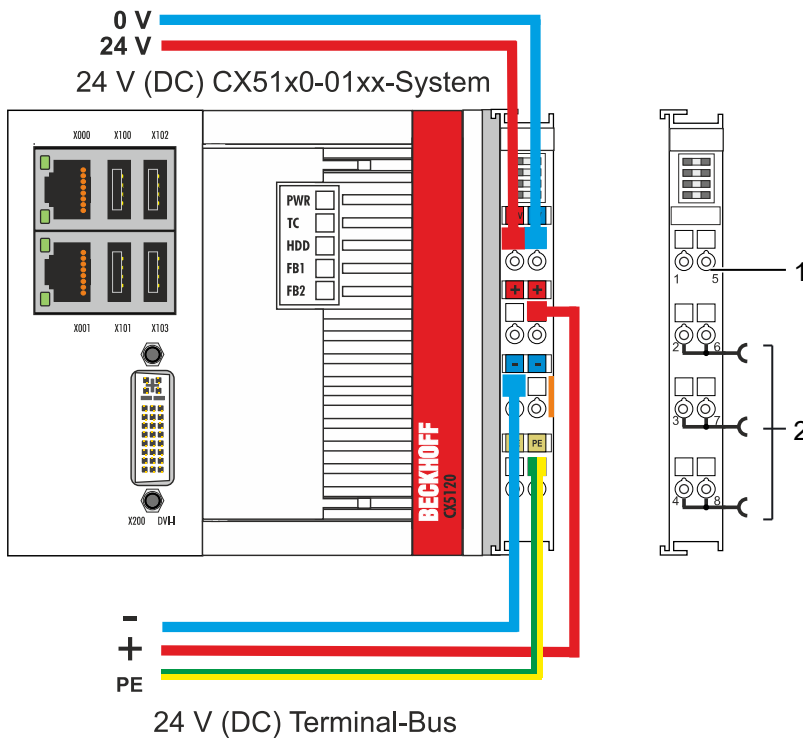 0 V
24 V
24 V (DC) CX51x0-01xx-System
X000 X100 X102
PWR
TC
HDD
FB1
FB2
X001 X101 X103
X200 DVI-I
BECKHOFF
CX5120
+ +
- -
PE
1 5
2 6
3 7
4 8
1
2
-
+
PE
24 V (DC) Terminal-Bus